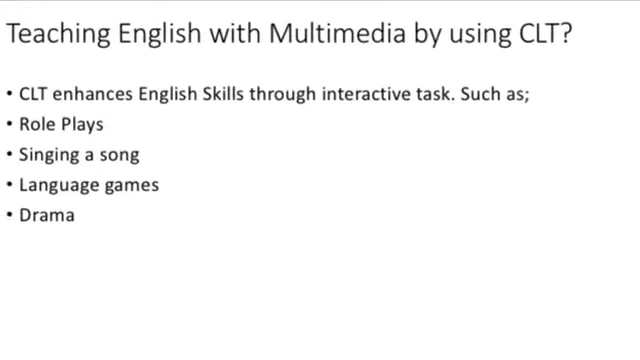 Teaching English with Multimedia by using CLT?
• CLT enhances English Skills through interactive task. Such as;
• Role Plays
• Singing a song
• Language games
• Drama